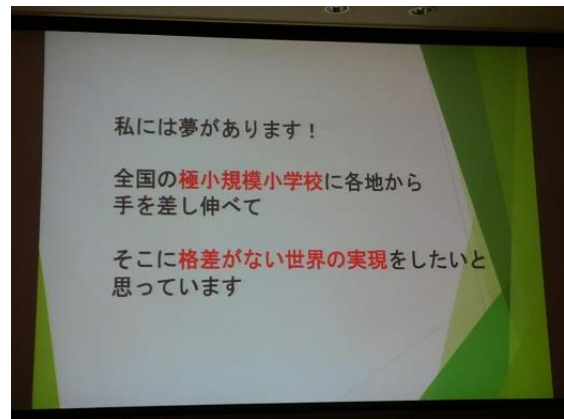 私には夢があります！
全国の極小規模小学校に各地から
手を差し伸べて
そこに格差がない世界の実現をしたいと
思っています